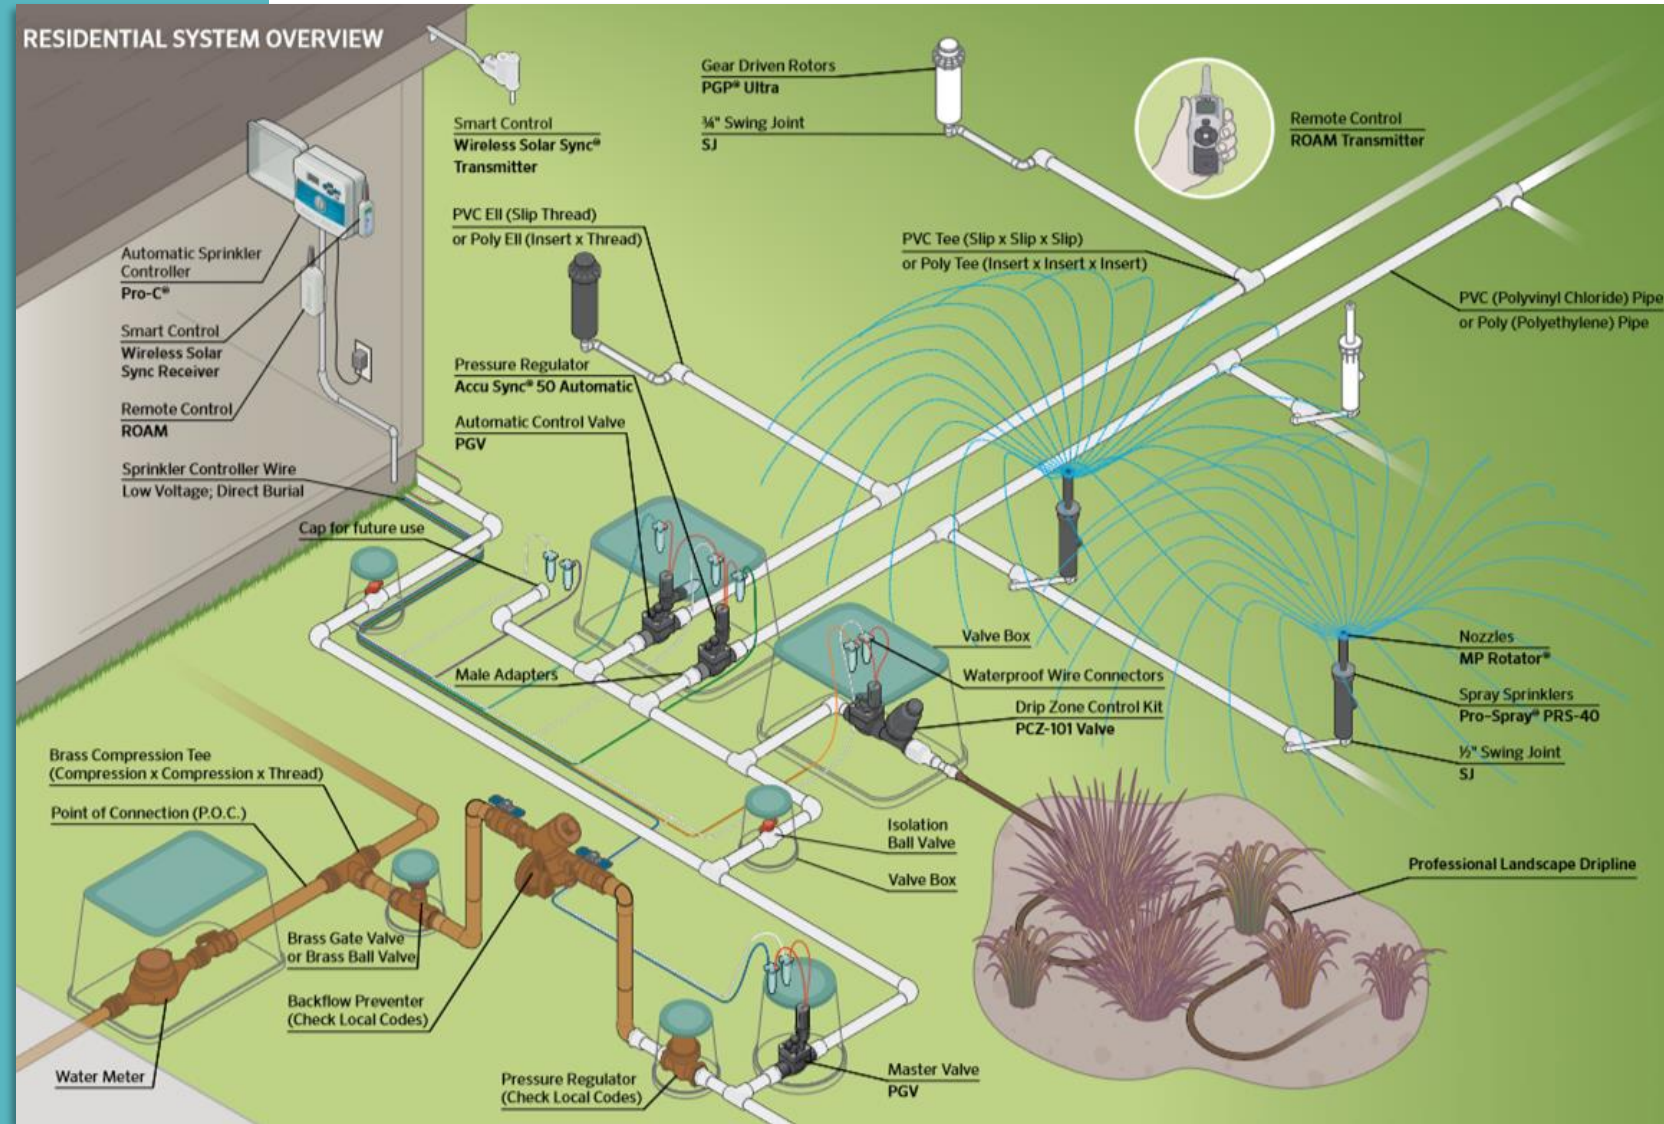 RESIDENTIAL SYSTEM OVERVIEW
Smart Control
Wireless Solar Sync®
Transmitter
Gear Driven Rotors
PGP® Ultra
¾" Swing Joint
SJ
Remote Control
ROAM Transmitter
PVC Ell (Slip Thread)
or Poly Ell (Insert x Thread)
PVC Tee (Slip x Slip x Slip)
or Poly Tee (Insert x Insert x Insert)
PVC (Polyvinyl Chloride) Pipe
or Poly (Polyethylene) Pipe
Automatic Sprinkler
Controller
Pro-C®
Smart Control
Wireless Solar
Sync Receiver
Remote Control
ROAM
Sprinkler Controller Wire
Low Voltage; Direct Burial
Pressure Regulator
Accu Sync® 50 Automatic
Automatic Control Valve
PGV
Cap for future use
Male Adapters
Valve Box
Waterproof Wire Connectors
Drip Zone Control Kit
PCZ-101 Valve
Nozzles
MP Rotator®
Spray Sprinklers
Pro-Spray® PRS-40
½" Swing Joint
SJ
Brass Compression Tee
(Compression x Compression x Thread)
Point of Connection (P.O.C.)
Isolation
Ball Valve
Valve Box
Professional Landscape Dripline
Brass Gate Valve
or Brass Ball Valve
Backflow Preventer
(Check Local Codes)
Water Meter
Pressure Regulator
(Check Local Codes)
Master Valve
PGV